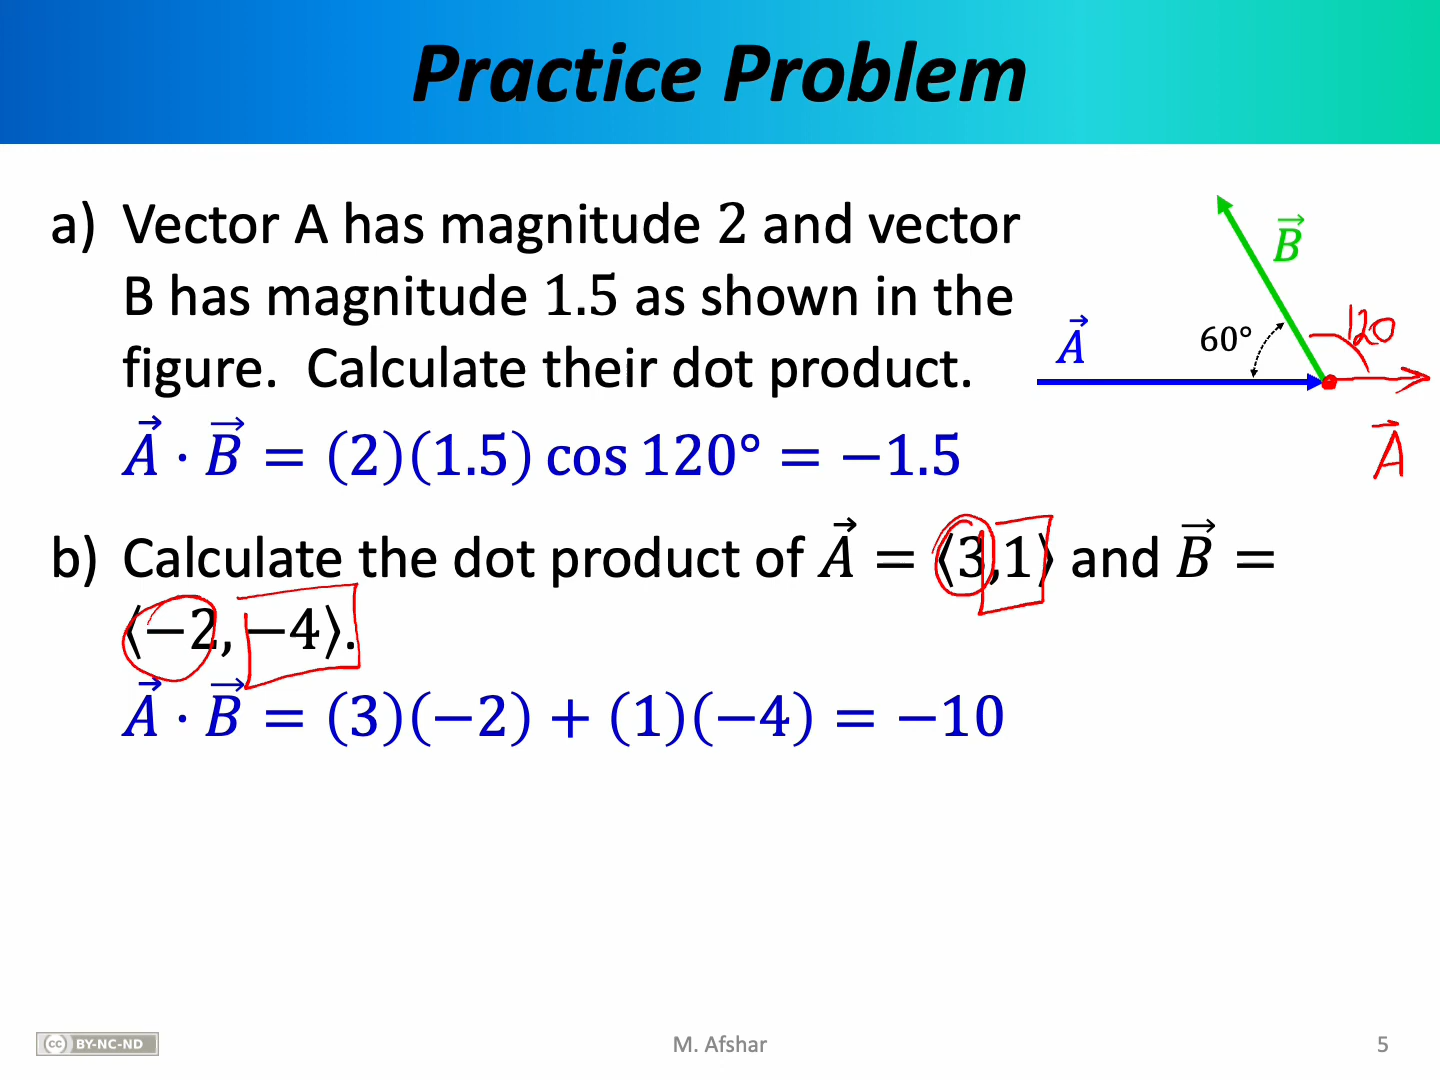 Practice Problem
a) Vector A has magnitude 2 and vector
B has magnitude 1.5 as shown in the
figure. Calculate their dot product.
A⃗ · B⃗ = (2)(1.5) cos 120° = −1.5
B⃗
A⃗
60°
120
A⃗
b) Calculate the dot product of A⃗ = ⟨3,1⟩ and B⃗ =
⟨−2, −4⟩.
A⃗ · B⃗ = (3)(−2) + (1)(−4) = −10
cc BY-NC-ND
M. Afshar
5